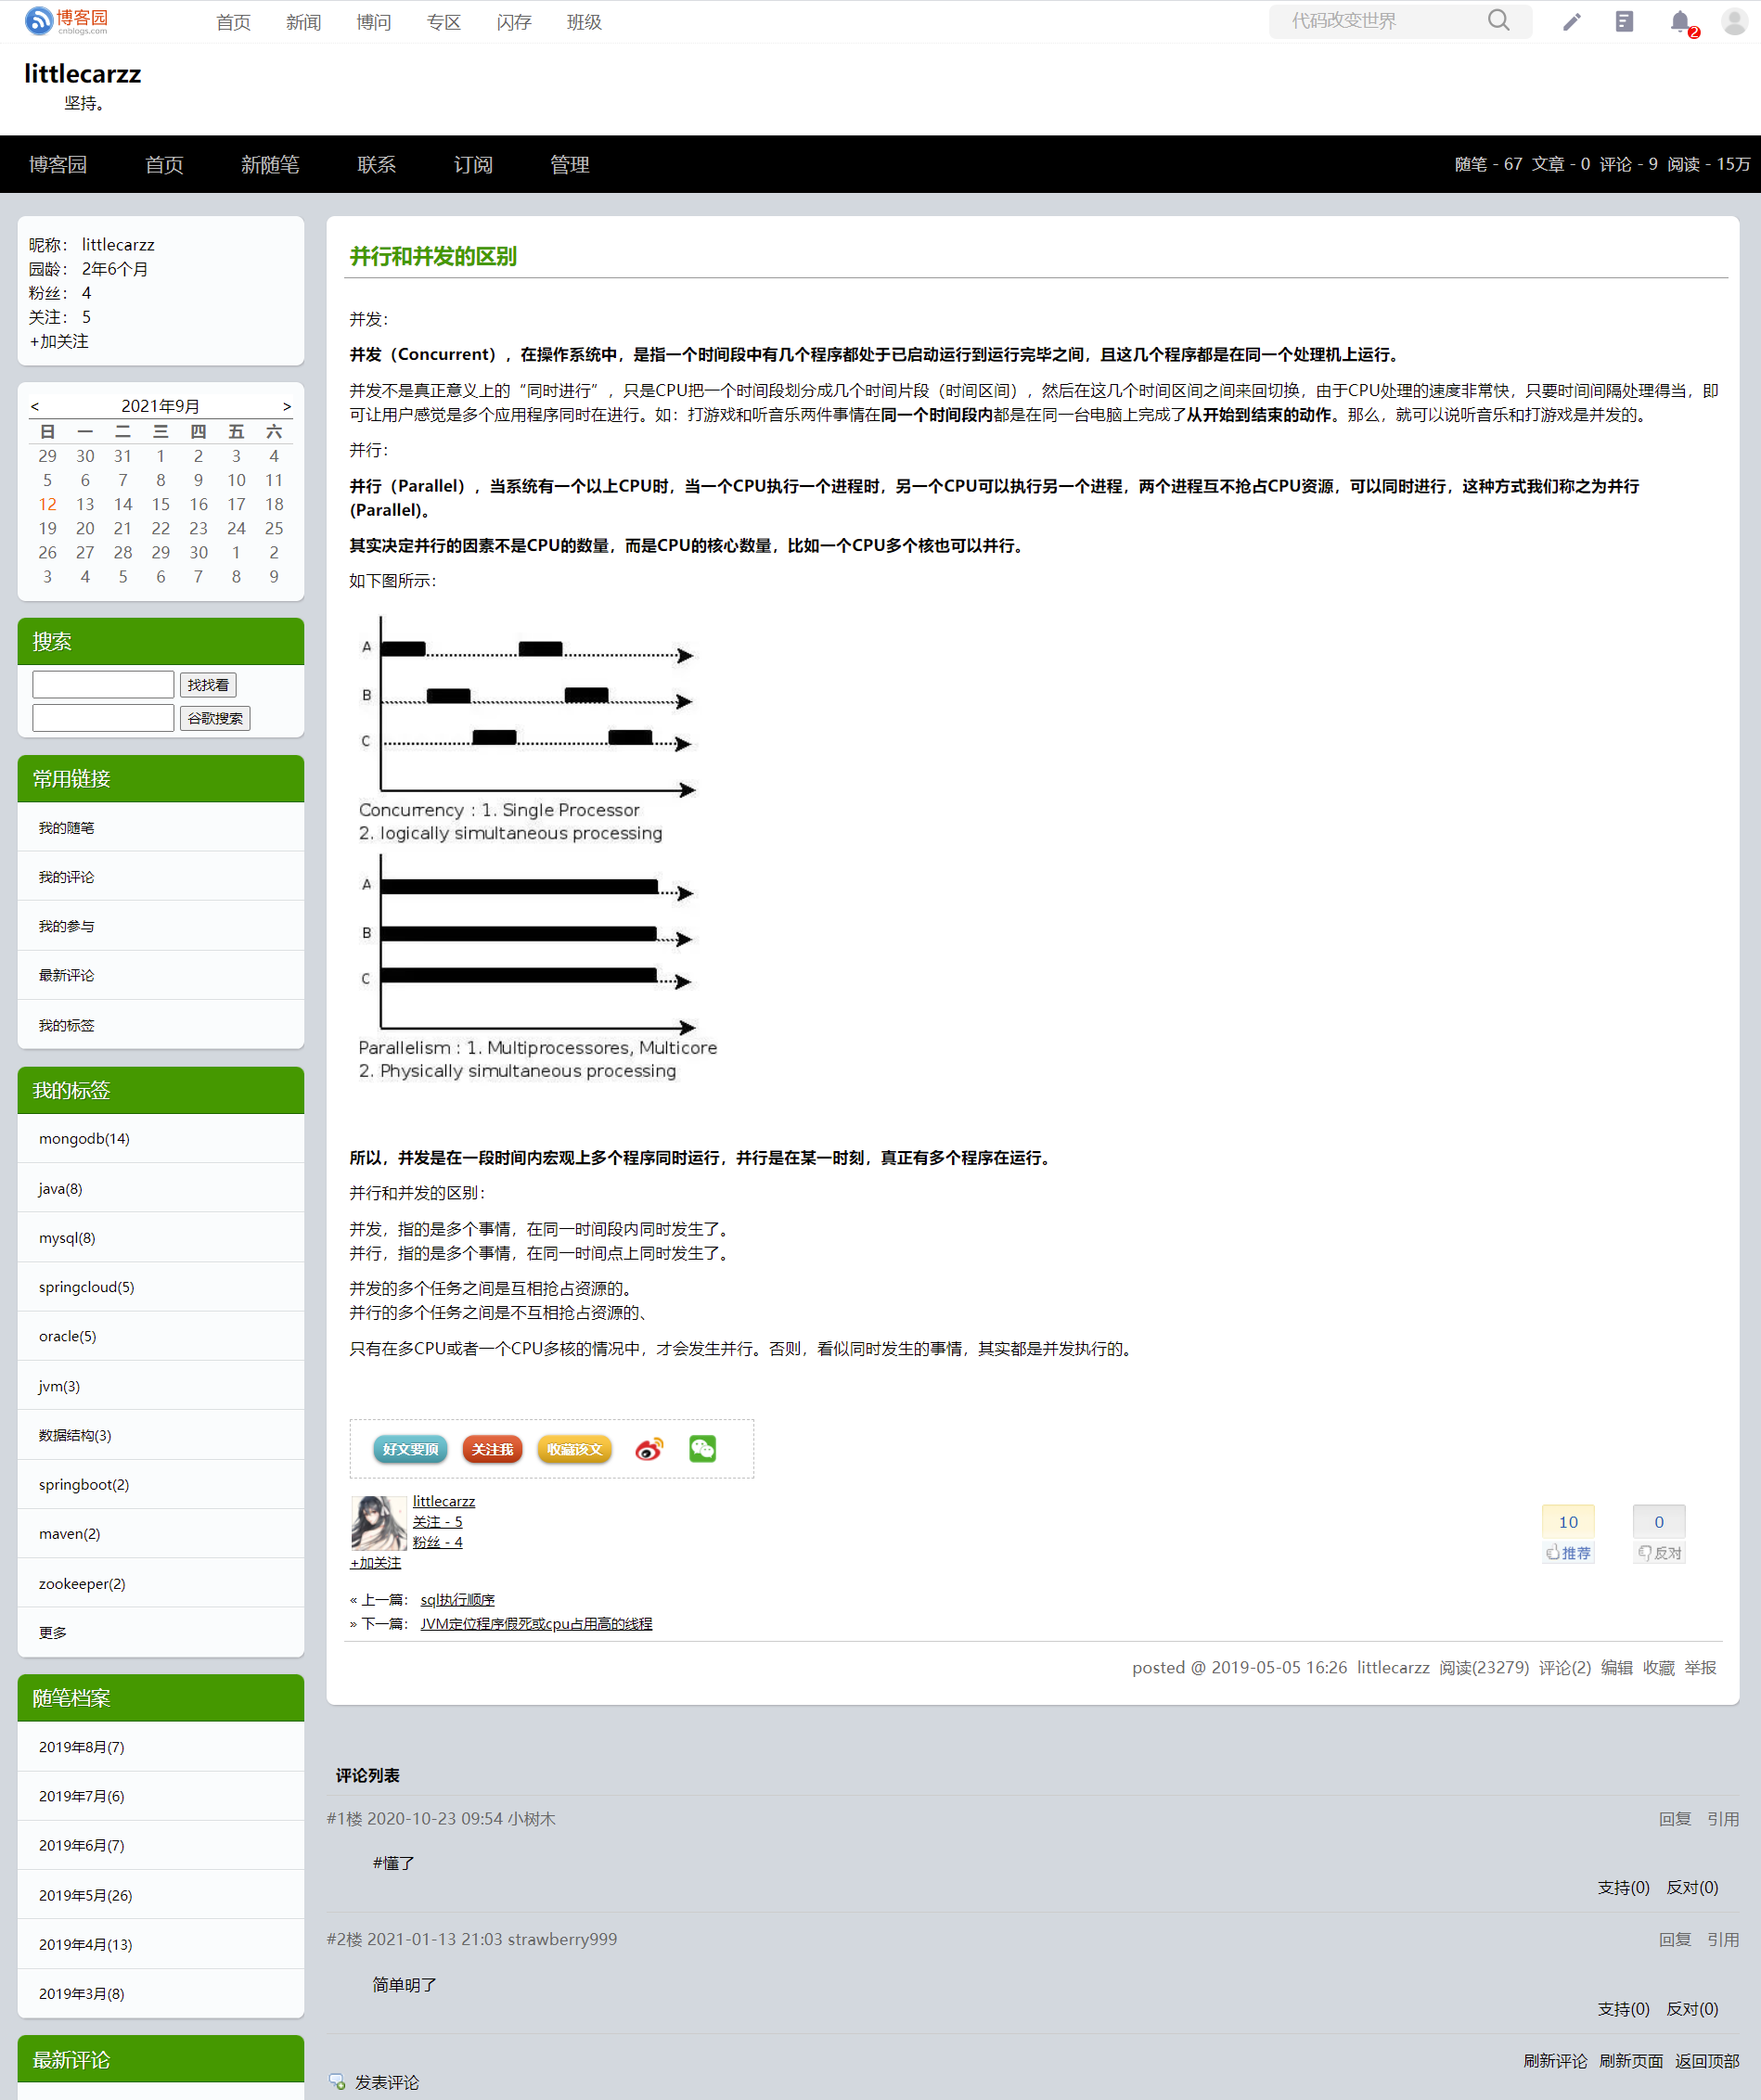 博客园
cnblogs.com
首页 新闻 博问 专区 闪存 班级
代码改变世界
2
littlecarzz
坚持。
博客园 首页 新随笔 联系 订阅 管理
随笔 - 67 文章 - 0 评论 - 9 阅读 - 15万
昵称： littlecarzz
园龄： 2年6个月
粉丝： 4
关注： 5
+加关注
< 2021年9月 >
日 一 二 三 四 五 六
29 30 31 1 2 3 4
5 6 7 8 9 10 11
12 13 14 15 16 17 18
19 20 21 22 23 24 25
26 27 28 29 30 1 2
3 4 5 6 7 8 9
搜索
找找看
谷歌搜索
常用链接
我的随笔
我的评论
我的参与
最新评论
我的标签
我的标签
mongodb(14)
java(8)
mysql(8)
springcloud(5)
oracle(5)
jvm(3)
数据结构(3)
springboot(2)
maven(2)
zookeeper(2)
更多
随笔档案
2019年8月(7)
2019年7月(6)
2019年6月(7)
2019年5月(26)
2019年4月(13)
2019年3月(8)
最新评论
并行和并发的区别
并发：
并发（Concurrent），在操作系统中，是指一个时间段中有几个程序都处于已启动运行到运行完毕之间，且这几个程序都是在同一个处理机上运行。
并发不是真正意义上的“同时进行”，只是CPU把一个时间段划分成几个时间片段（时间区间），然后在这几个时间区间之间来回切换，由于CPU处理的速度非常快，只要时间间隔处理得当，即
可让用户感觉是多个应用程序同时在进行。如：打游戏和听音乐两件事情在同一个时间段内都是在同一台电脑上完成了从开始到结束的动作。那么，就可以说听音乐和打游戏是并发的。
并行：
并行（Parallel），当系统有一个以上CPU时，当一个CPU执行一个进程时，另一个CPU可以执行另一个进程，两个进程互不抢占CPU资源，可以同时进行，这种方式我们称之为并行
(Parallel)。
其实决定并行的因素不是CPU的数量，而是CPU的核心数量，比如一个CPU多个核也可以并行。
如下图所示：
A
B
C
Concurrency : 1. Single Processor
2. logically simultaneous processing
A
B
C
Parallelism : 1. Multiprocessores, Multicore
2. Physically simultaneous processing
所以，并发是在一段时间内宏观上多个程序同时运行，并行是在某一时刻，真正有多个程序在运行。
并行和并发的区别：
并发，指的是多个事情，在同一时间段内同时发生了。
并行，指的是多个事情，在同一时间点上同时发生了。
并发的多个任务之间是互相抢占资源的。
并行的多个任务之间是不互相抢占资源的、
只有在多CPU或者一个CPU多核的情况中，才会发生并行。否则，看似同时发生的事情，其实都是并发执行的。
好文要顶 关注我 收藏该文
littlecarzz
关注 - 5
粉丝 - 4
+加关注
10 0
推荐 反对
« 上一篇： sql执行顺序
» 下一篇： JVM定位程序假死或cpu占用高的线程
posted @ 2019-05-05 16:26 littlecarzz 阅读(23279) 评论(2) 编辑 收藏 举报
评论列表
#1楼 2020-10-23 09:54 小树木 回复 引用
#懂了
支持(0) 反对(0)
#2楼 2021-01-13 21:03 strawberry999 回复 引用
简单明了
支持(0) 反对(0)
刷新评论 刷新页面 返回顶部
发表评论